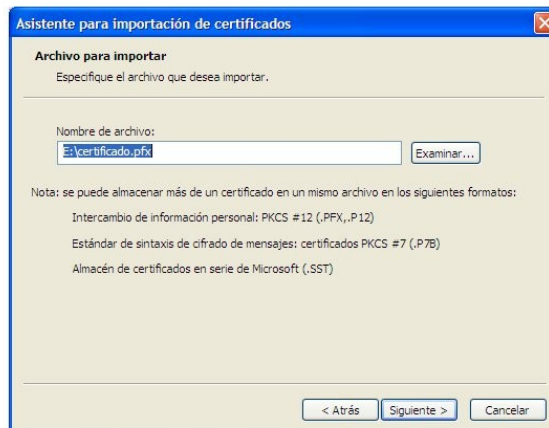 Asistente para importación de certificados
Archivo para importar
Especifique el archivo que desea importar.
Nombre de archivo:
E:\certificado.pfx
Examinar...
Nota: se puede almacenar más de un certificado en un mismo archivo en los siguientes formatos:
Intercambio de información personal: PKCS #12 (.PFX,.P12)
Estándar de sintaxis de cifrado de mensajes: certificados PKCS #7 (.P7B)
Almacén de certificados en serie de Microsoft (.SST)
< Atrás
Siguiente >
Cancelar